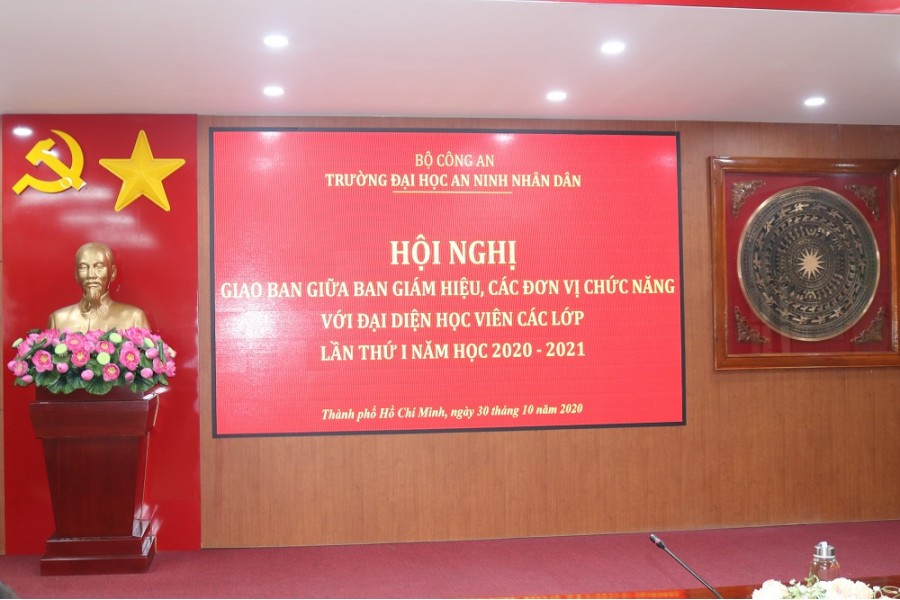 BỘ CÔNG AN
TRƯỜNG ĐẠI HỌC AN NINH NHÂN DÂN
HỘI NGHỊ
GIAO BAN GIỮA BAN GIÁM HIỆU, CÁC ĐƠN VỊ CHỨC NĂNG
VỚI ĐẠI DIỆN HỌC VIÊN CÁC LỚP
LẦN THỨ I NĂM HỌC 2020 - 2021
Thành phố Hồ Chí Minh, ngày 30 tháng 10 năm 2020